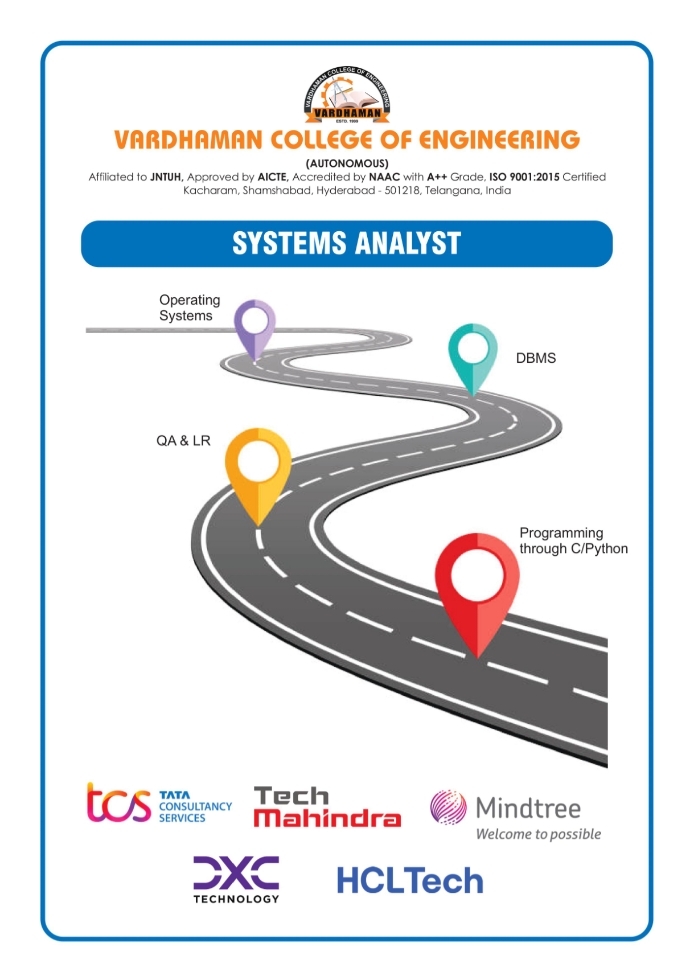 VARDHAMAN COLLEGE OF ENGINEERING
VARDHAMAN
ESTD. 1999
VARDHAMAN COLLEGE OF ENGINEERING
(AUTONOMOUS)
Affiliated to JNTUH, Approved by AICTE, Accredited by NAAC with A++ Grade, ISO 9001:2015 Certified
Kacharam, Shamshabad, Hyderabad - 501218, Telangana, India
SYSTEMS ANALYST
Operating
Systems
DBMS
QA & LR
Programming
through C/Python
tcs TATA
CONSULTANCY
SERVICES
Tech
Mahindra
Mindtree
Welcome to possible
DXC
TECHNOLOGY
HCLTech